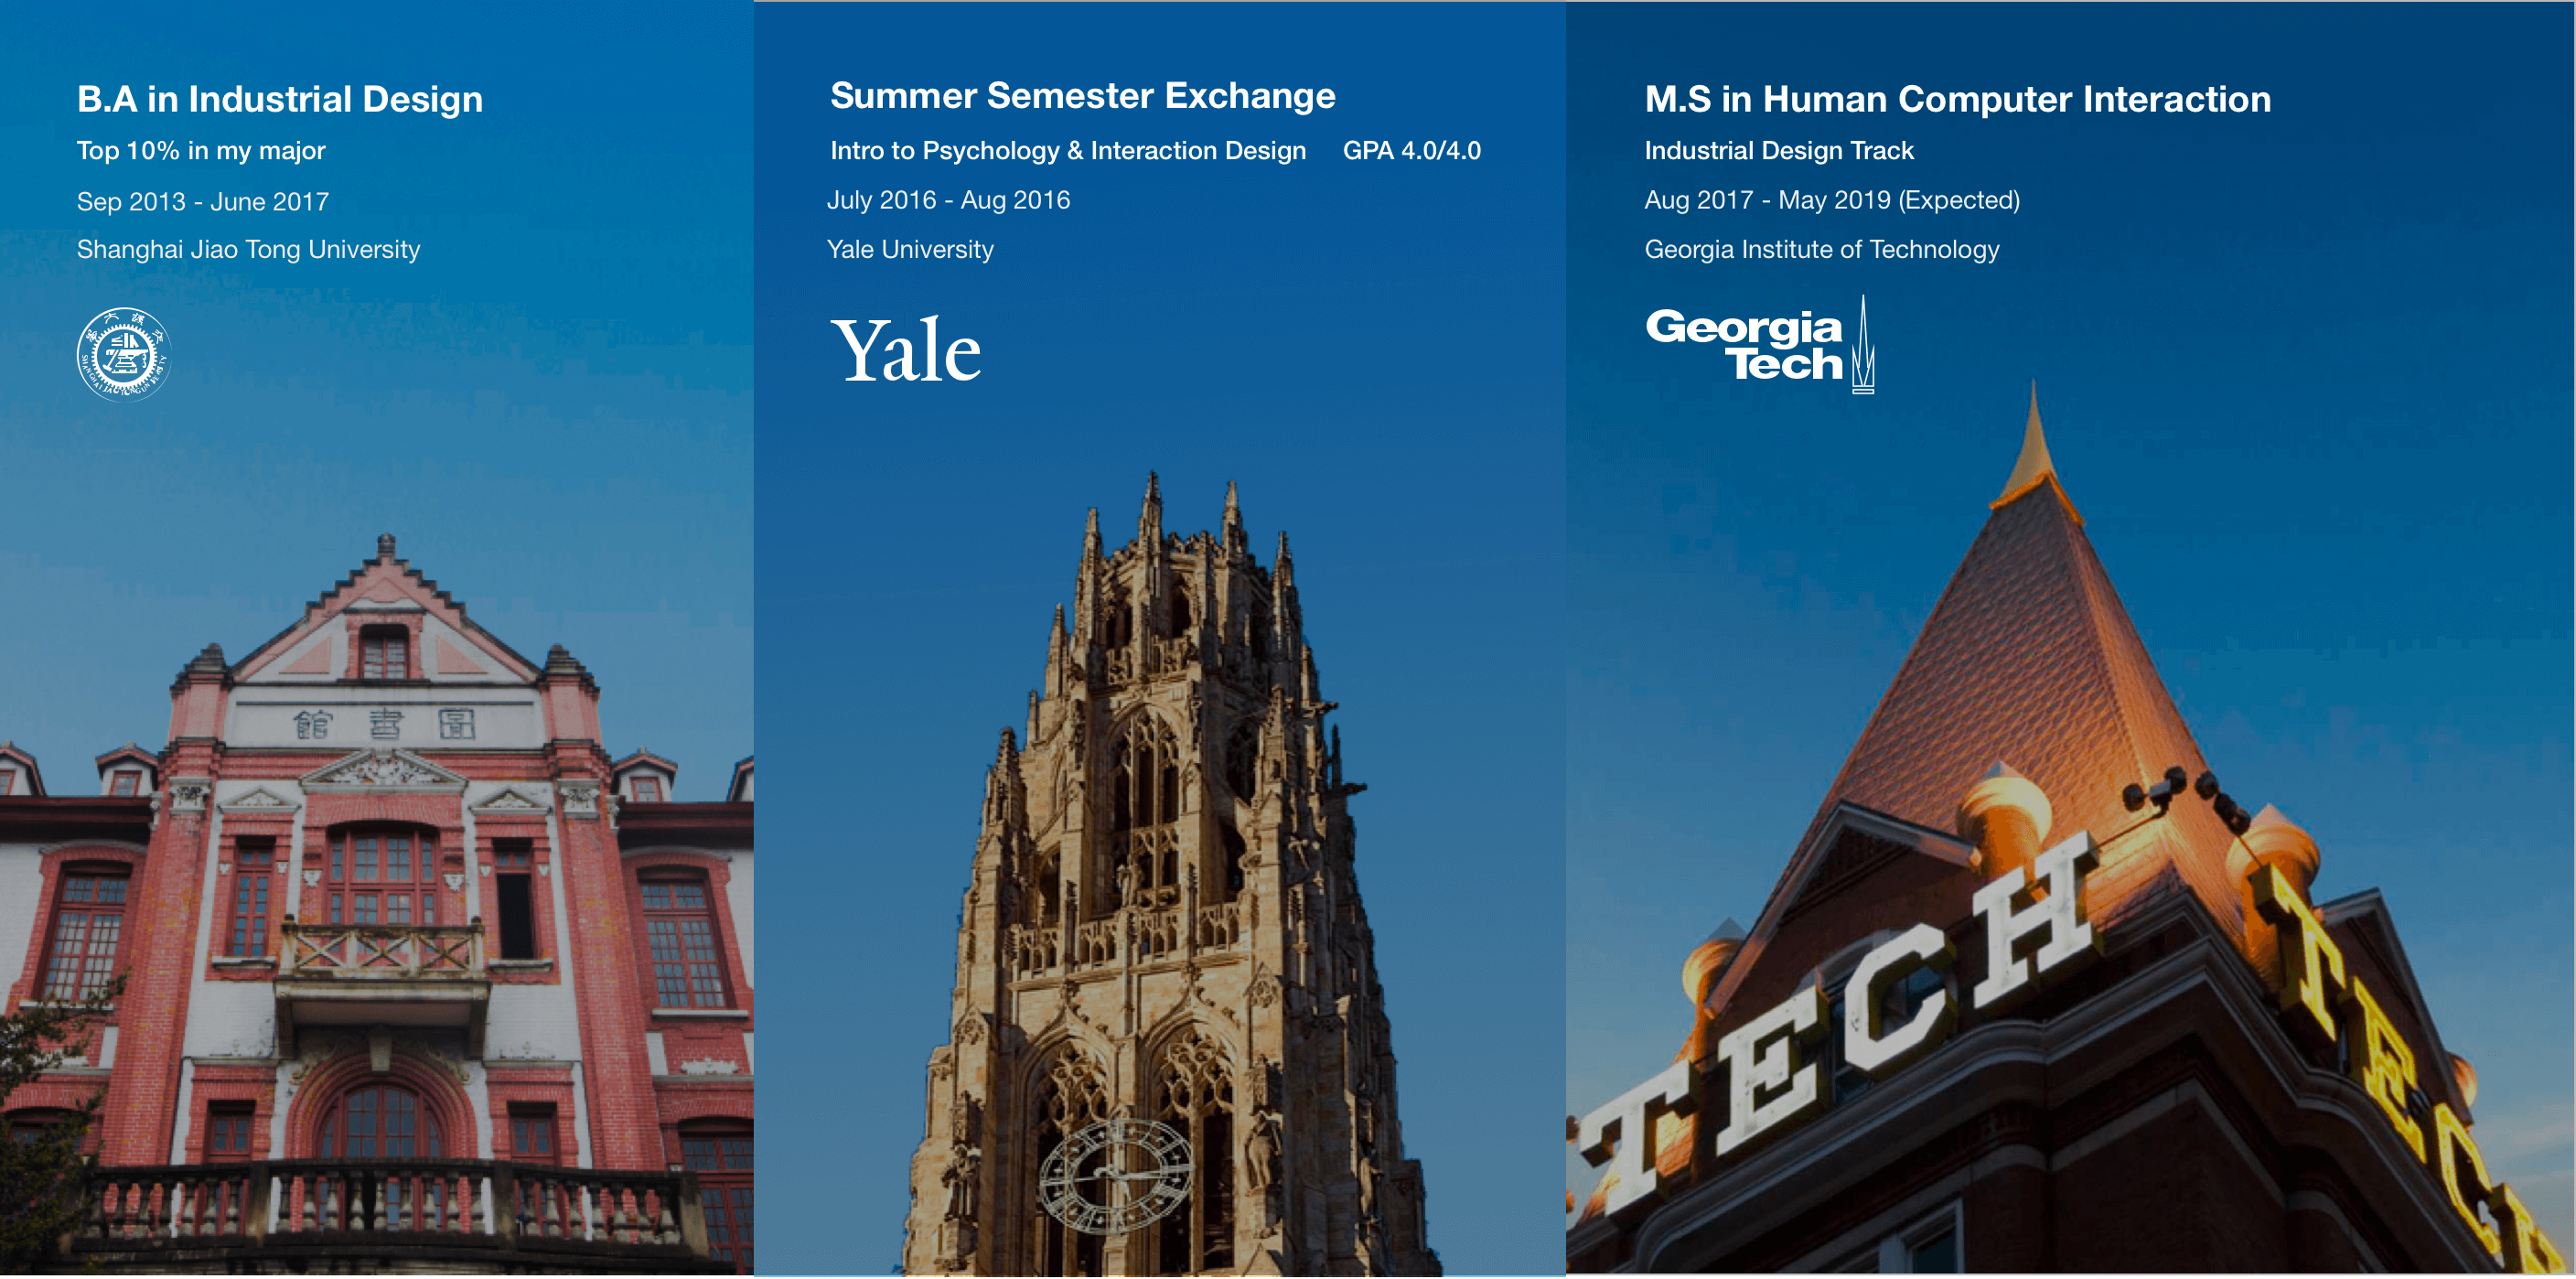 B.A in Industrial Design
Top 10% in my major
Sep 2013 - June 2017
Shanghai Jiao Tong University
館書圖
Summer Semester Exchange
Intro to Psychology & Interaction Design GPA 4.0/4.0
July 2016 - Aug 2016
Yale University
Yale
M.S in Human Computer Interaction
Industrial Design Track
Aug 2017 - May 2019 (Expected)
Georgia Institute of Technology
Georgia
Tech
TECH
TECH